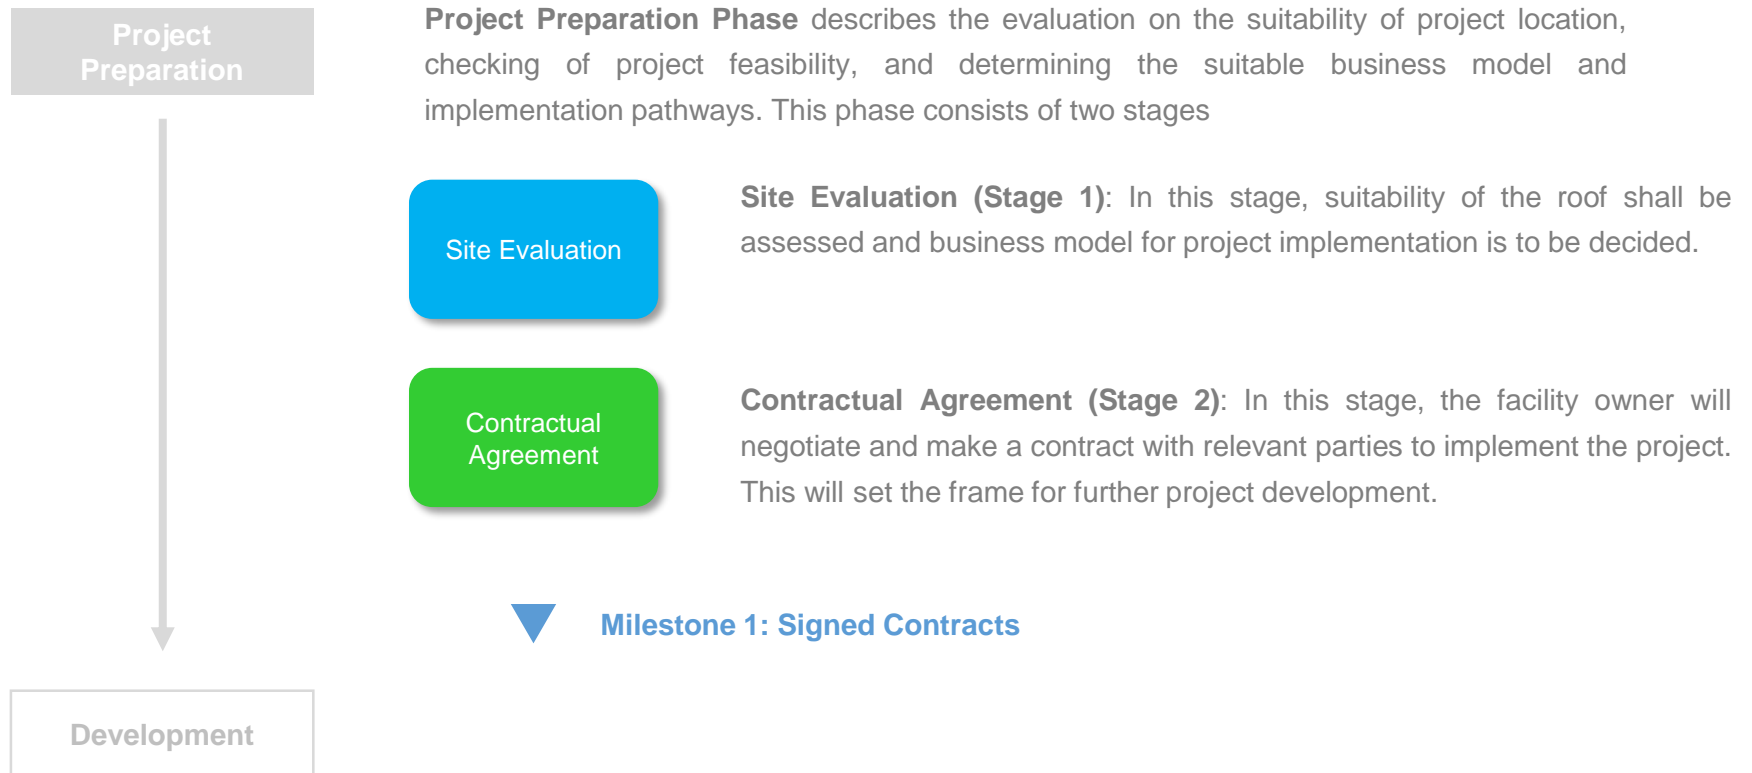 Project
Preparation
Project Preparation Phase describes the evaluation on the suitability of project location,
checking of project feasibility, and determining the suitable business model and
implementation pathways. This phase consists of two stages
Site Evaluation
Site Evaluation (Stage 1): In this stage, suitability of the roof shall be
assessed and business model for project implementation is to be decided.
Contractual
Agreement
Contractual Agreement (Stage 2): In this stage, the facility owner will
negotiate and make a contract with relevant parties to implement the project.
This will set the frame for further project development.
Milestone 1: Signed Contracts
Development